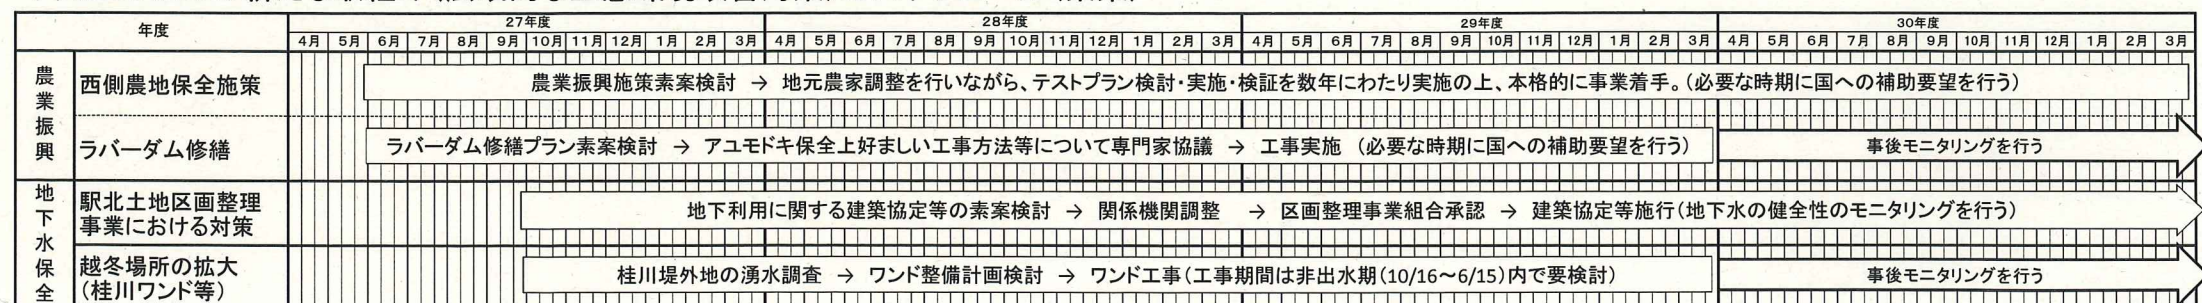 年度
27年度 28年度 29年度 30年度
4月 5月 6月 7月 8月 9月 10月 11月 12月 1月 2月 3月 4月 5月 6月 7月 8月 9月 10月 11月 12月 1月 2月 3月 4月 5月 6月 7月 8月 9月 10月 11月 12月 1月 2月 3月 4月 5月 6月 7月 8月 9月 10月 11月 12月 1月 2月 3月
農業振興
西側農地保全施策
農業振興施策素案検討 → 地元農家調整を行いながら、テストプラン検討・実施・検証を数年にわたり実施の上、本格的に事業着手。(必要な時期に国への補助要望を行う)
ラバーダム修繕
ラバーダム修繕プラン素案検討 → アユモドキ保全上好ましい工事方法等について専門家協議 → 工事実施 (必要な時期に国への補助要望を行う)
事後モニタリングを行う
地下水保全
駅北土地区画整理
事業における対策
地下利用に関する建築協定等の素案検討 → 関係機関調整 → 区画整理事業組合承認 → 建築協定等施行(地下水の健全性のモニタリングを行う)
越冬場所の拡大
(桂川ワンド等)
桂川堤外地の湧水調査 → ワンド整備計画検討 → ワンド工事(工事期間は非出水期(10/16～6/15)内で要検討)
事後モニタリングを行う